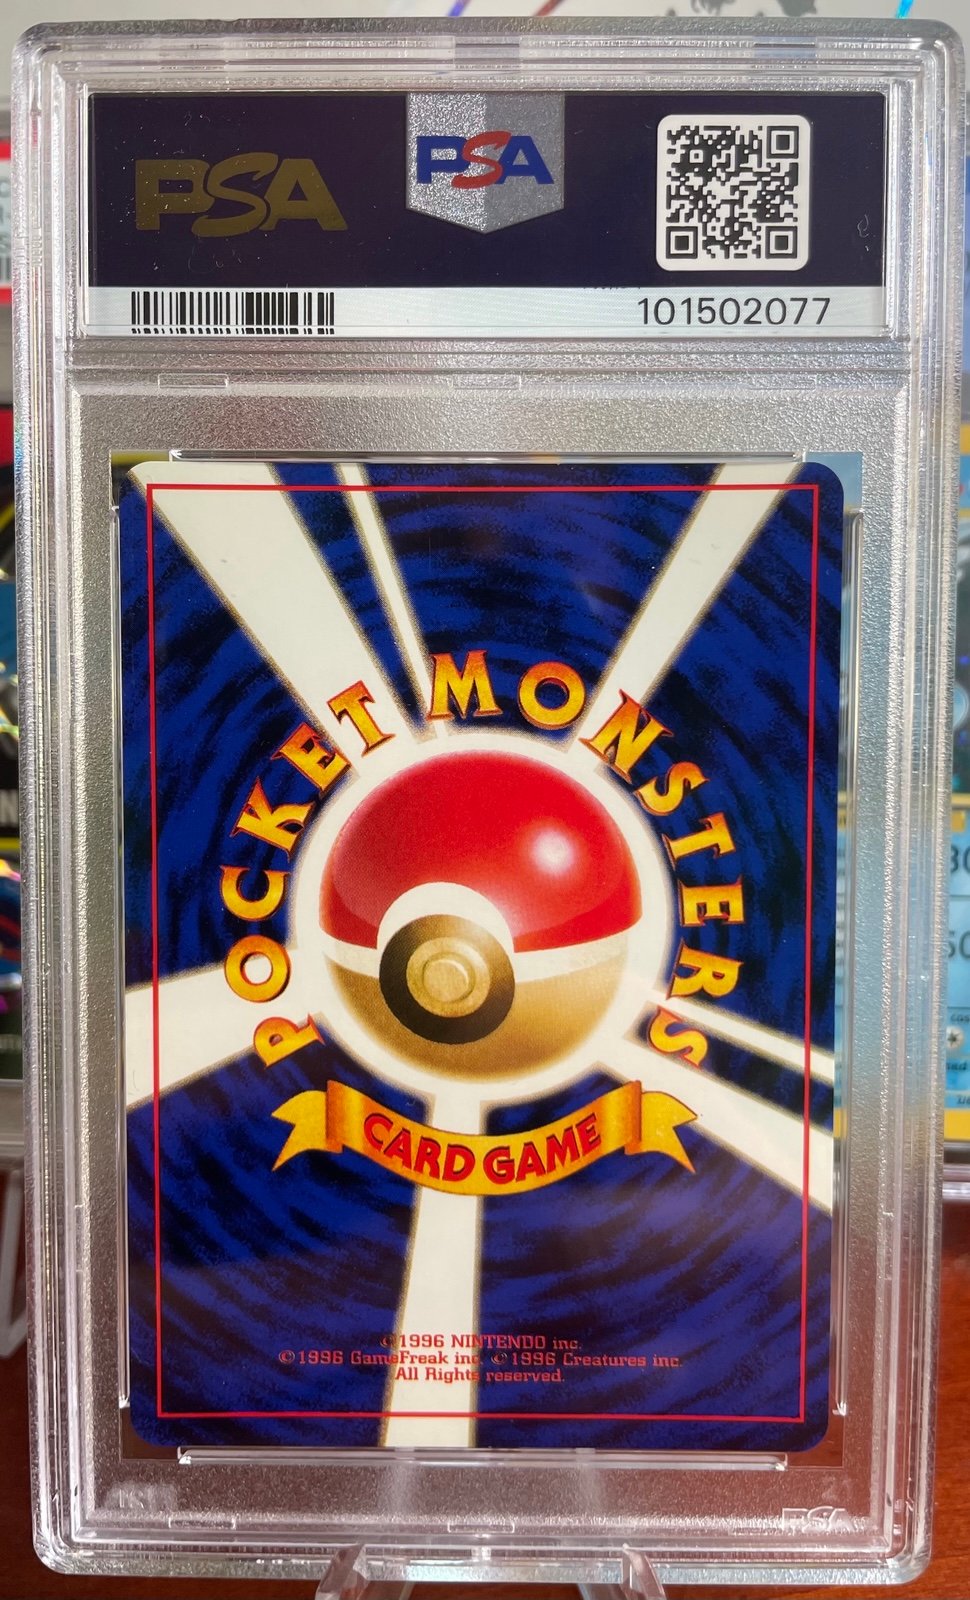 PSA
PSA
101502077
POCKET MONSTERS
CARD GAME
©1996 NINTENDO inc.
©1996 GameFreak inc. ©1996 Creatures inc.
All Rights reserved.
PSA